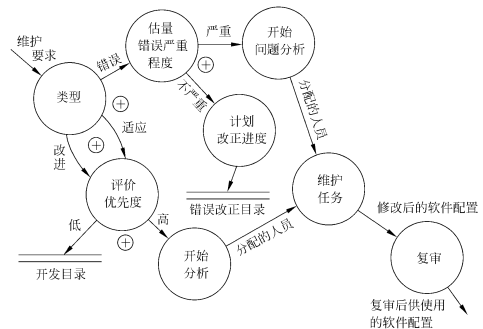 维护
要求
类型
错误
估量
错误严重
程度
严重
开始
问题分析
不严重
计划
改正进度
错误改正目录
分配的人员
适应
改
进
评价
优先度
低
开发目录
高
开始
分析
分配的人员
维护
任务
修改后的软件配置
复审
复审后供使用
的软件配置